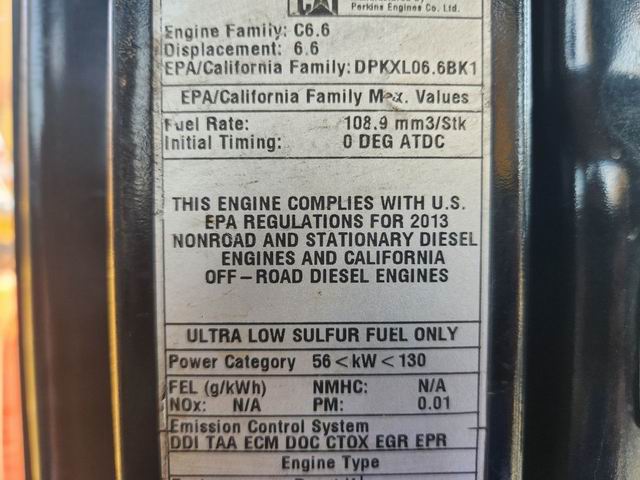 CAT
Perkins Engines Co. Ltd.
Engine Family: C6.6
Displacement: 6.6
EPA/California Family: DPKXL06.6BK1
EPA/California Family Max. Values
Fuel Rate: 108.9 mm3/Stk
Initial Timing: 0 DEG ATDC
THIS ENGINE COMPLIES WITH U.S.
EPA REGULATIONS FOR 2013
NONROAD AND STATIONARY DIESEL
ENGINES AND CALIFORNIA
OFF-ROAD DIESEL ENGINES
ULTRA LOW SULFUR FUEL ONLY
Power Category 56<kW<130
FEL (g/kWh) NMHC: N/A
NOx: N/A PM: 0.01
Emission Control System
DDI TAA ECM DOC CTOX EGR EPR
Engine Type